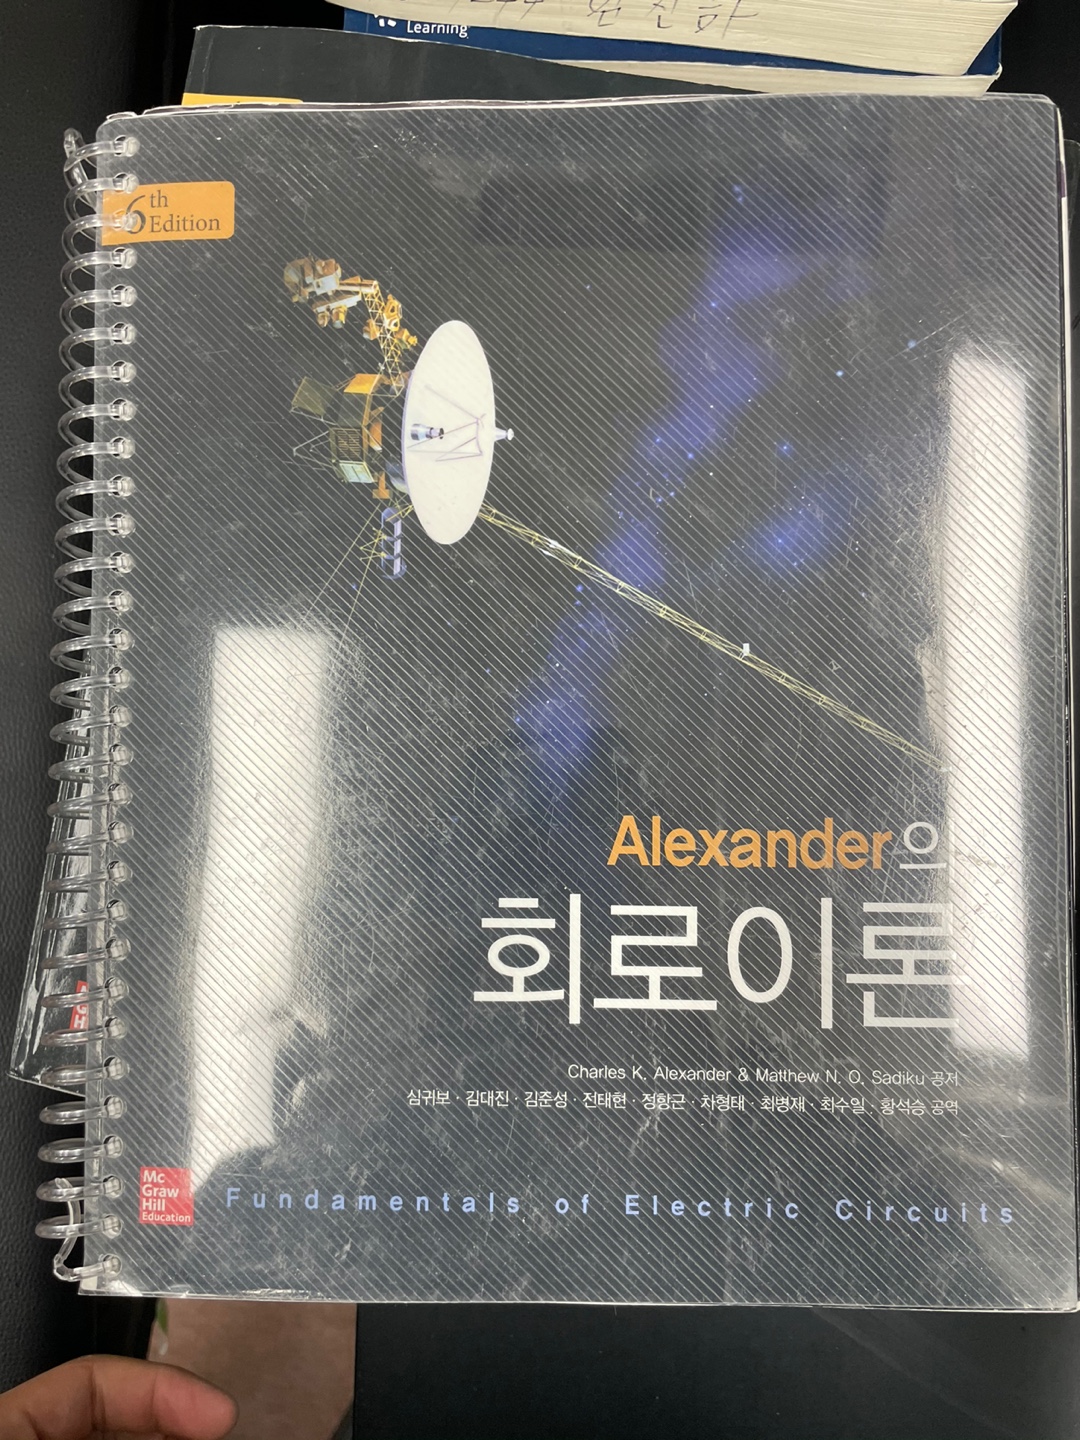 Learning
6th
Edition
Alexander의
회로이론
Charles K. Alexander & Matthew N. O. Sadiku 공저
심귀보 · 김대진 · 김준성 · 전태현 · 정항근 · 차형태 · 최병재 · 최수일 · 황석승 공역
Mc
Graw
Hill
Education
Fundamentals of Electric Circuits